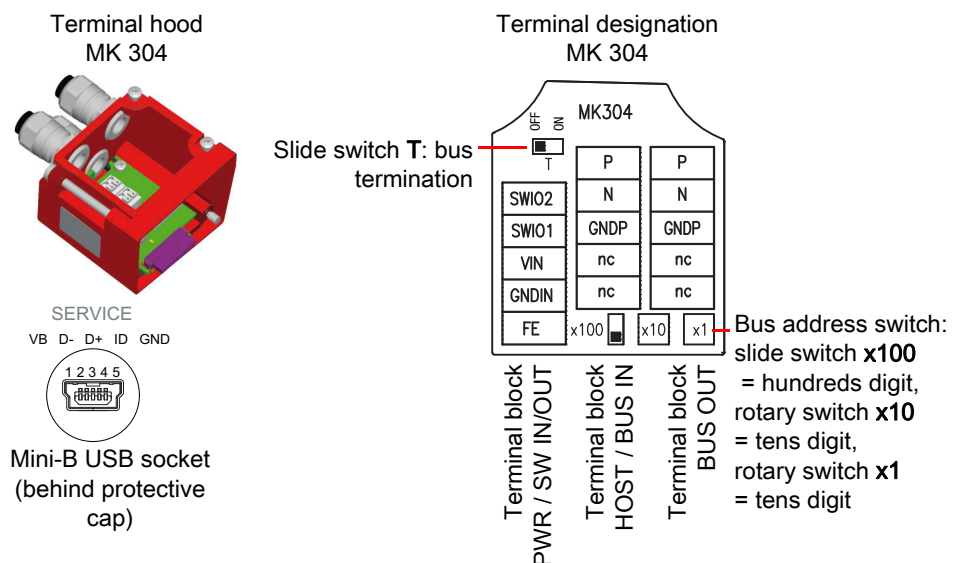 Terminal hood
MK 304
SERVICE
VB D- D+ ID GND
1 2 3 4 5
Mini-B USB socket
(behind protective
cap)
Terminal designation
MK 304
Slide switch T: bus
termination
MK304
OFF
ON
T
SWIO2
SWIO1
VIN
GNDIN
FE
P
N
GNDP
nc
nc
P
N
GNDP
nc
nc
x100
x10
x1
Terminal block
PWR / SW IN/OUT
Terminal block
HOST / BUS IN
Terminal block
BUS OUT
Bus address switch:
slide switch x100
= hundreds digit,
rotary switch x10
= tens digit,
rotary switch x1
= tens digit